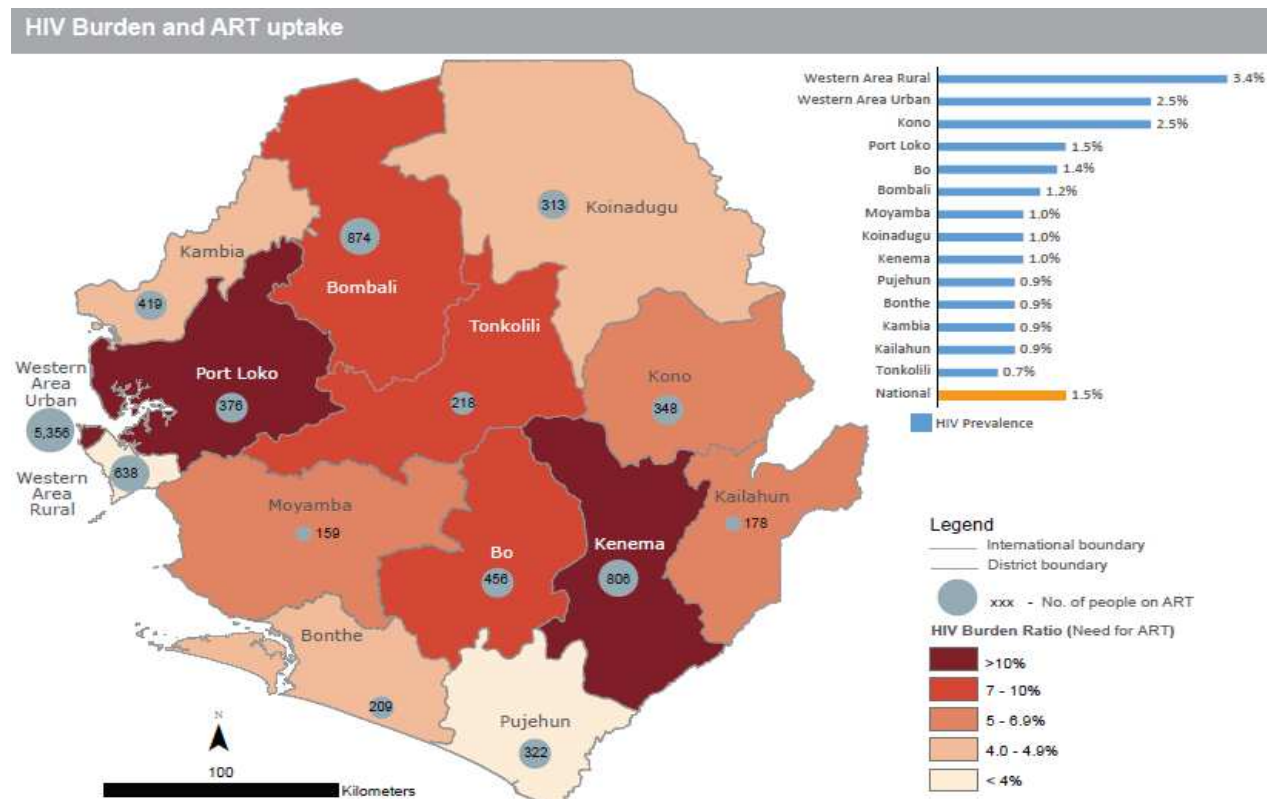 HIV Burden and ART uptake
Koinadugu
313
874
Kambia
419
Bombali
Tonkolili
Port Loko
376
218
Kono
348
Western
Area
Urban
5,356
638
Western
Area
Rural
Moyamba
159
Bo
456
Kenema
806
Kailahun
178
Bonthe
209
Pujehun
322
N
100
Kilometers
Western Area Rural 3.4%
Western Area Urban 2.5%
Kono 2.5%
Port Loko 1.5%
Bo 1.4%
Bombali 1.2%
Moyamba 1.0%
Koinadugu 1.0%
Kenema 1.0%
Pujehun 0.9%
Bonthe 0.9%
Kambia 0.9%
Kailahun 0.9%
Tonkolili 0.7%
National 1.5%
HIV Prevalence
Legend
International boundary
District boundary
xxx - No. of people on ART
HIV Burden Ratio (Need for ART)
>10%
7 - 10%
5 - 6.9%
4.0 - 4.9%
< 4%